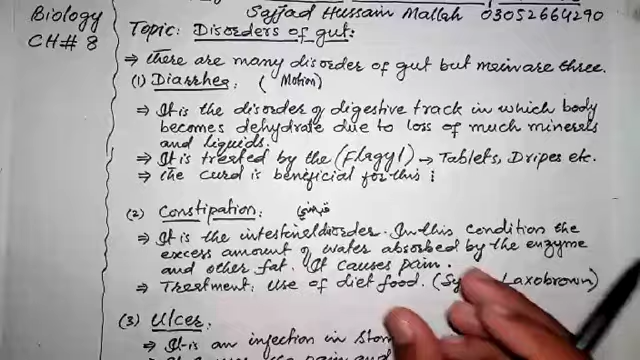 Biology
CH# 8
Sajjad Hussain Mallah 03052664290
Topic: Disorders of gut:
→ There are many disorder of gut but mein are three.
(1) Diarrhea: (Motion)
→ It is the disorder of digestive track in which body
becomes dehydrate due to loss of much minerals
and liquids.
→ It is treated by the (Flagyl) → Tablets, Dripes etc.
→ The curd is beneficial for this :
(2) Constipation: قبضي
→ It is the intestinel disorder. In this condition the
excess amount of water absorbed by the enzyme
and other fat. It causes pain.
→ Treatment: Use of diet food. (Sy Laxobrown)
(3) Ulcer:
→ It is an infection in Stom